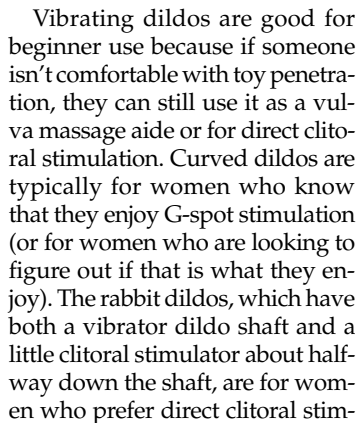 Vibrating dildos are good for
beginner use because if someone
isn't comfortable with toy penetra-
tion, they can still use it as a vul-
va massage aide or for direct clito-
ral stimulation. Curved dildos are
typically for women who know
that they enjoy G-spot stimulation
(or for women who are looking to
figure out if that is what they en-
joy). The rabbit dildos, which have
both a vibrator dildo shaft and a
little clitoral stimulator about half-
way down the shaft, are for wom-
en who prefer direct clitoral stim-